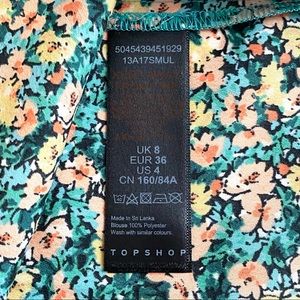 5045439451929
13A17SMUL
UK 8
EUR 36
US 4
CN 160/84A
Made in Sri Lanka
Blouse 100% Polyester
Wash with similar colours.
TOPSHOP